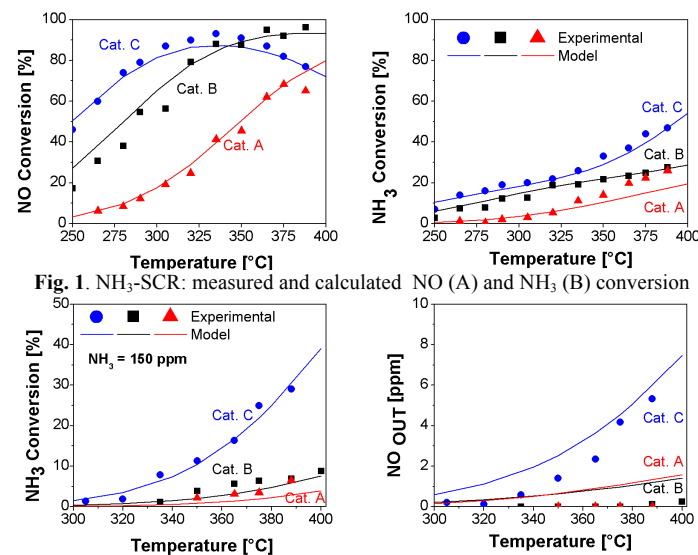 100
80
60
40
20
0
NO Conversion [%]
Cat. C
Cat. B
Cat. A
250 275 300 325 350 375 400
Temperature [°C]
100
80
60
40
20
0
NH3 Conversion [%]
Experimental
Model
Cat. C
Cat. B
Cat. A
250 275 300 325 350 375 400
Temperature [°C]
Fig. 1. NH3-SCR: measured and calculated NO (A) and NH3 (B) conversion
50
40
30
20
10
0
NH3 Conversion [%]
Experimental
Model
NH3 = 150 ppm
Cat. C
Cat. B
Cat. A
300 320 340 360 380 400
Temperature [°C]
10
8
6
4
2
0
NO OUT [ppm]
Cat. C
Cat. A
Cat. B
300 320 340 360 380 400
Temperature [°C]